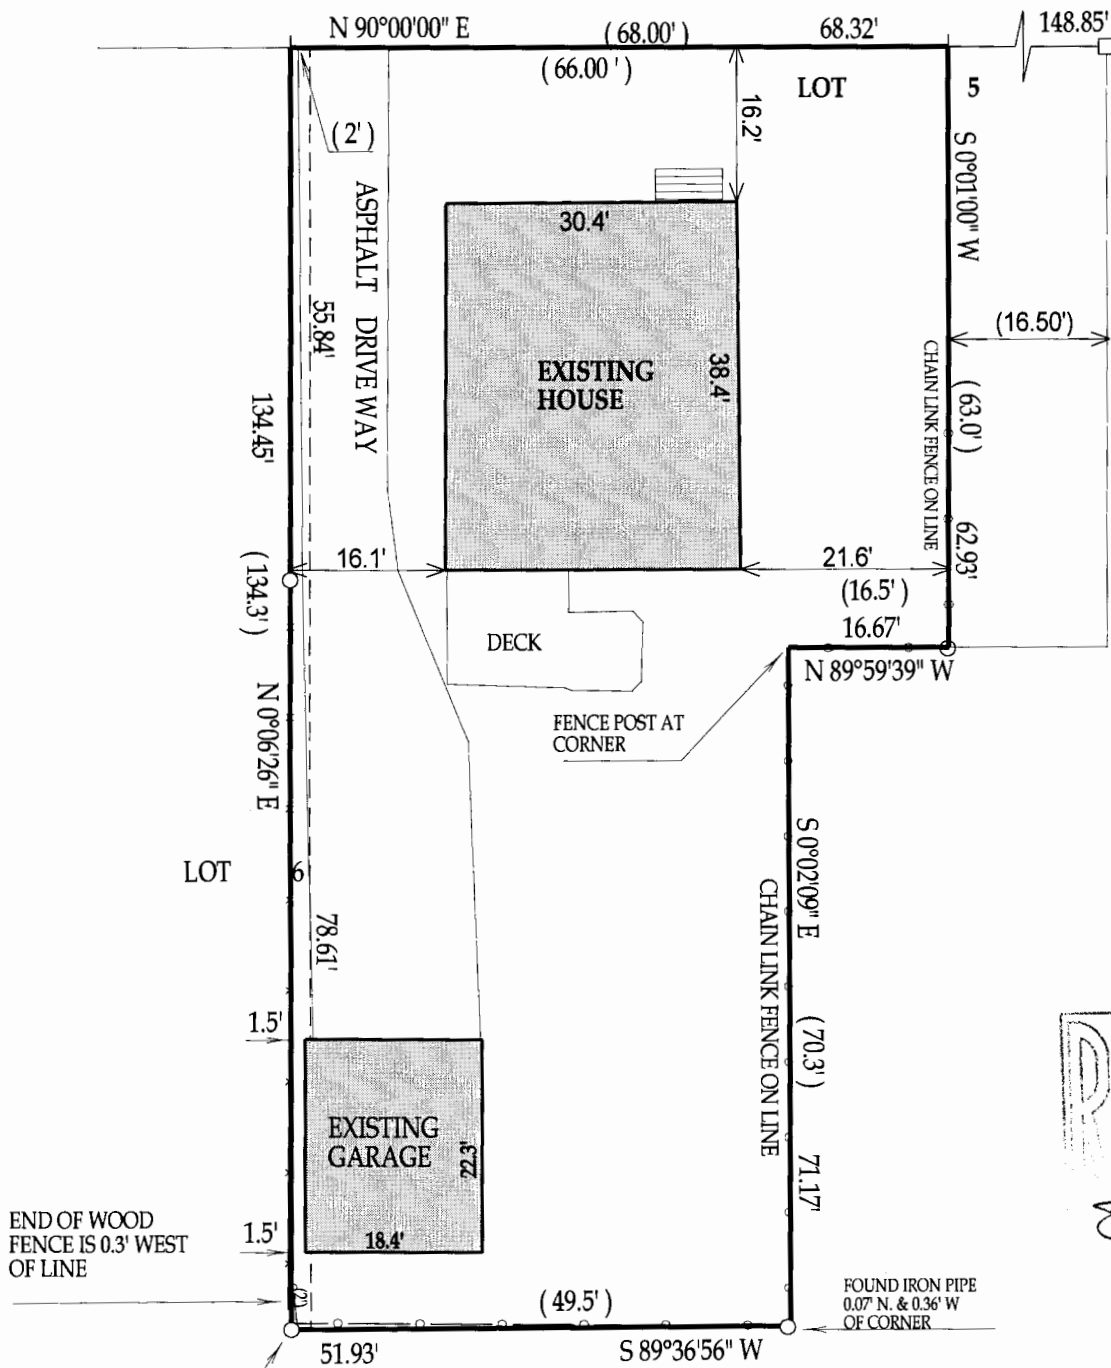 N 90°00'00" E
(68.00')
68.32'
148.85'
(66.00')
LOT
5
(2')
16.2'
S 0°01'00" W
ASPHALT DRIVEWAY
30.4'
55.84'
(16.50')
EXISTING
HOUSE
38.4'
CHAIN LINK FENCE ON LINE
(63.0')
134.45'
62.93'
16.1'
21.6'
(134.3')
(16.5')
16.67'
DECK
N 89°59'39" W
N 0°06'26" E
FENCE POST AT
CORNER
LOT
6
S 0°02'09" E
CHAIN LINK FENCE ON LINE
78.61'
1.5'
(70.3')
EXISTING
GARAGE
22.3'
71.17'
18.4'
1.5'
END OF WOOD
FENCE IS 0.3' WEST
OF LINE
(2')
(49.5')
FOUND IRON PIPE
0.07' N. & 0.36' W
OF CORNER
51.93'
S 89°36'56" W